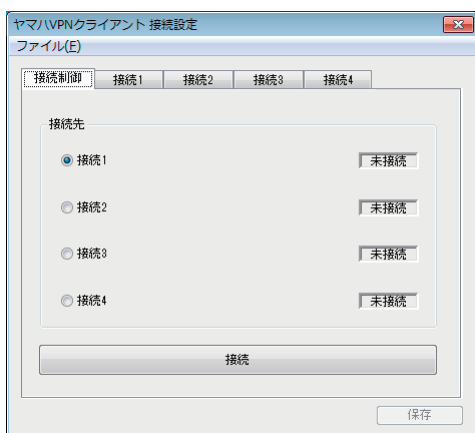 ヤマハVPNクライアント 接続設定
ファイル(F)
接続制御 接続1 接続2 接続3 接続4
接続先
接続1 未接続
接続2 未接続
接続3 未接続
接続4 未接続
接続
保存